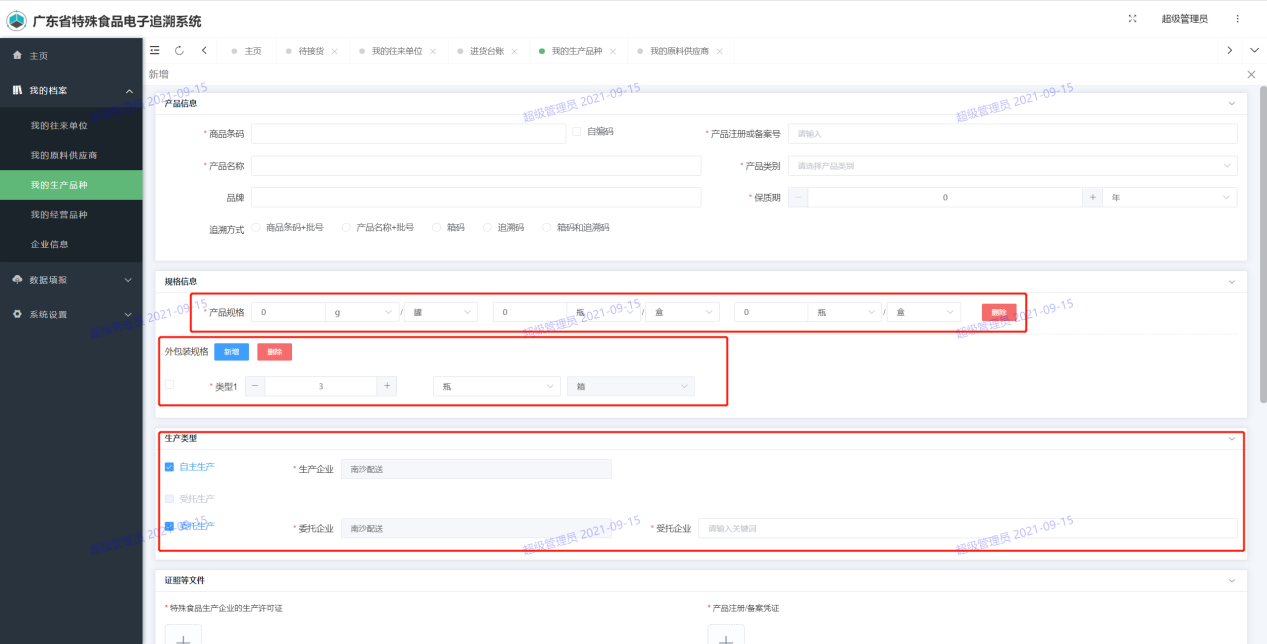 广东省特殊食品电子追溯系统
超级管理员
主页
我的档案
我的往来单位
我的原料供应商
我的生产品种
我的经营品种
企业信息
数据填报
系统设置
主页
待接货
我的往来单位
进货台账
我的生产品种
我的原料供应商
新增
超级管理员 2021-09-15
超级管理员 2021-09-15
2021-09-15
产品信息
* 商品条码
自编码
* 产品注册或备案号
请输入
* 产品名称
* 产品类别
请选择产品类别
品牌
* 保质期
0
年
追溯方式
商品条码+批号
产品名称+批号
箱码
追溯码
箱码和追溯码
规格信息
* 产品规格
0
g
/
罐
0
瓶
/
盒
0
瓶
/
盒
删除
2021-09-15
超级管理员 2021-09-15
超级管理员 2021-09-15
外包装规格
新增
删除
* 类型1
3
瓶
箱
生产类型
自主生产
* 生产企业
南沙配送
受托生产
委托生产
* 委托企业
南沙配送
* 受托企业
请输入关键词
2021-09-15
超级管理员 2021-09-15
超级管理员 2021-09-15
证照等文件
* 特殊食品生产企业的生产许可证
* 产品注册/备案凭证